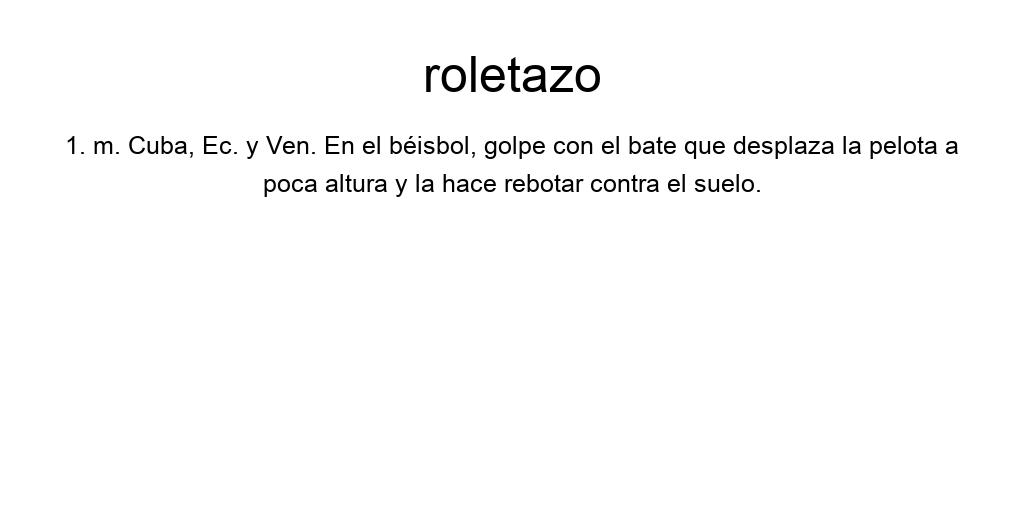 roletazo
1. m. Cuba, Ec. y Ven. En el béisbol, golpe con el bate que desplaza la pelota a
poca altura y la hace rebotar contra el suelo.